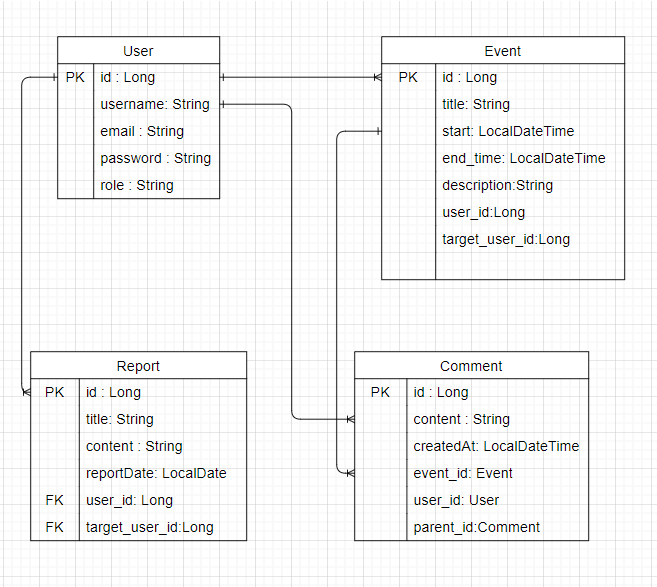 User
PK id : Long
username: String
email : String
password : String
role : String
Event
PK id : Long
title: String
start: LocalDateTime
end_time: LocalDateTime
description:String
user_id:Long
target_user_id:Long
Report
PK id : Long
title: String
content : String
reportDate: LocalDate
FK user_id: Long
FK target_user_id:Long
Comment
PK id : Long
content : String
createdAt: LocalDateTime
event_id: Event
user_id: User
parent_id:Comment